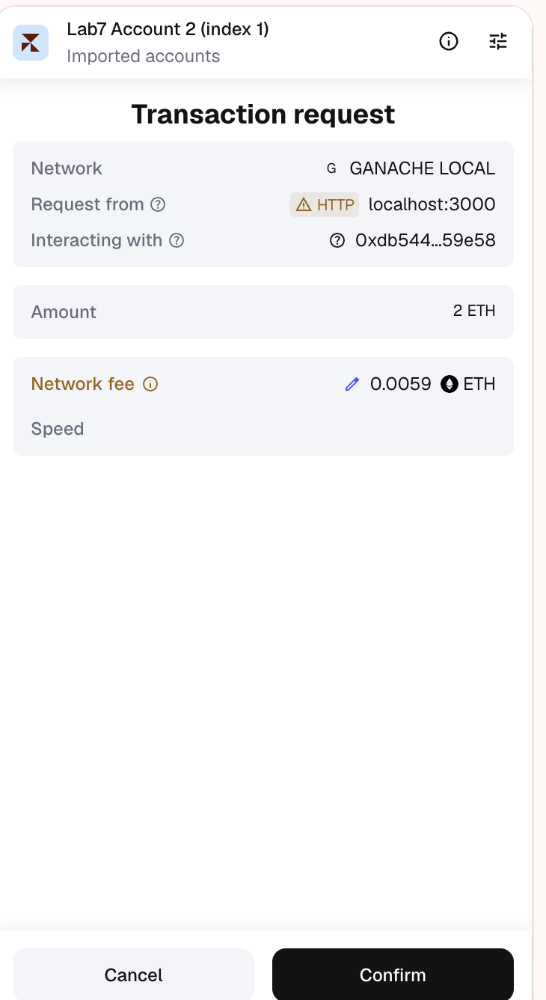 Lab7 Account 2 (index 1)
Imported accounts
Transaction request
Network G GANACHE LOCAL
Request from HTTP localhost:3000
Interacting with 0xdb544...59e58
Amount 2 ETH
Network fee 0.0059 ETH
Speed
Cancel Confirm